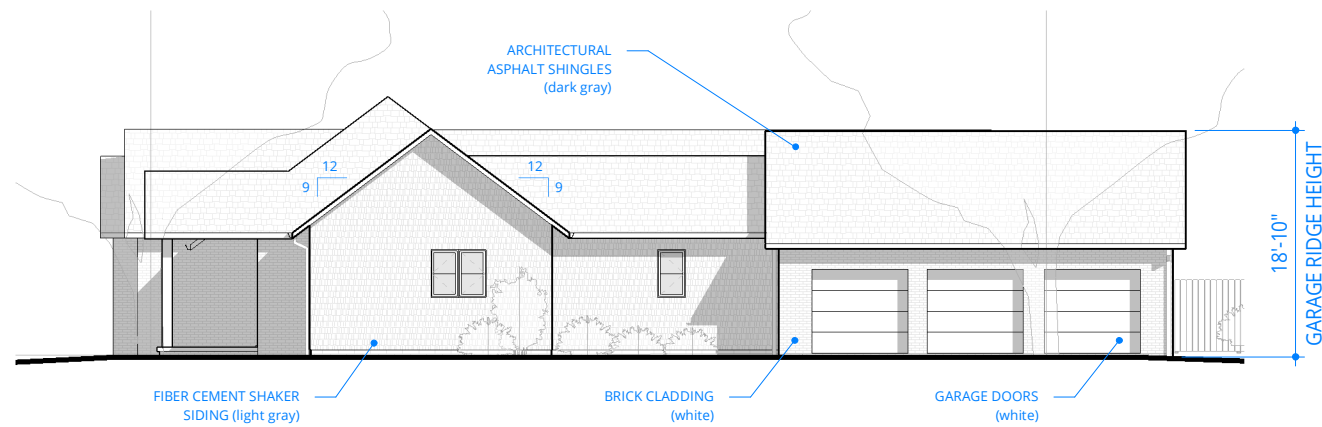 ARCHITECTURAL
ASPHALT SHINGLES
(dark gray)
12
9
12
9
18'-10"
GARAGE RIDGE HEIGHT
FIBER CEMENT SHAKER
SIDING (light gray)
BRICK CLADDING
(white)
GARAGE DOORS
(white)